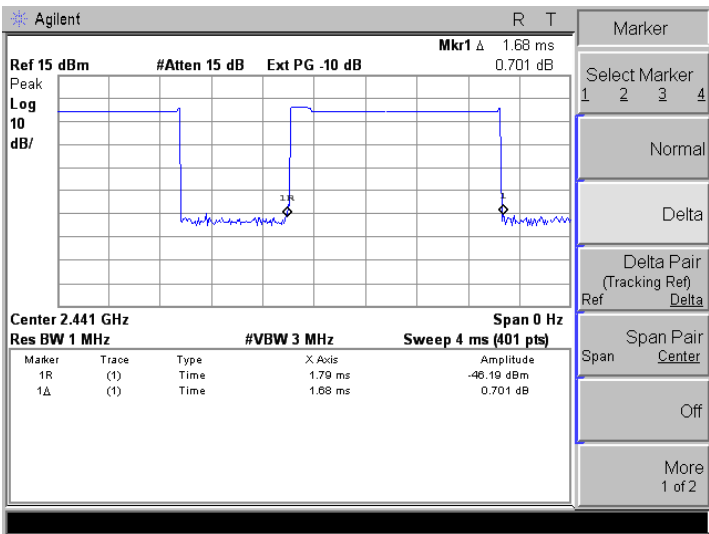 Agilent R T
Mkr1 Δ 1.68 ms
Ref 15 dBm #Atten 15 dB Ext PG -10 dB 0.701 dB
Peak
Log
10
dB/
1R
1
Center 2.441 GHz Span 0 Hz
Res BW 1 MHz #VBW 3 MHz Sweep 4 ms (401 pts)
Marker Trace Type X Axis Amplitude
1R (1) Time 1.79 ms -46.19 dBm
1Δ (1) Time 1.68 ms 0.701 dB
Marker
Select Marker
1 2 3 4
Normal
Delta
Delta Pair
(Tracking Ref)
Ref Delta
Span Pair
Span Center
Off
More
1 of 2